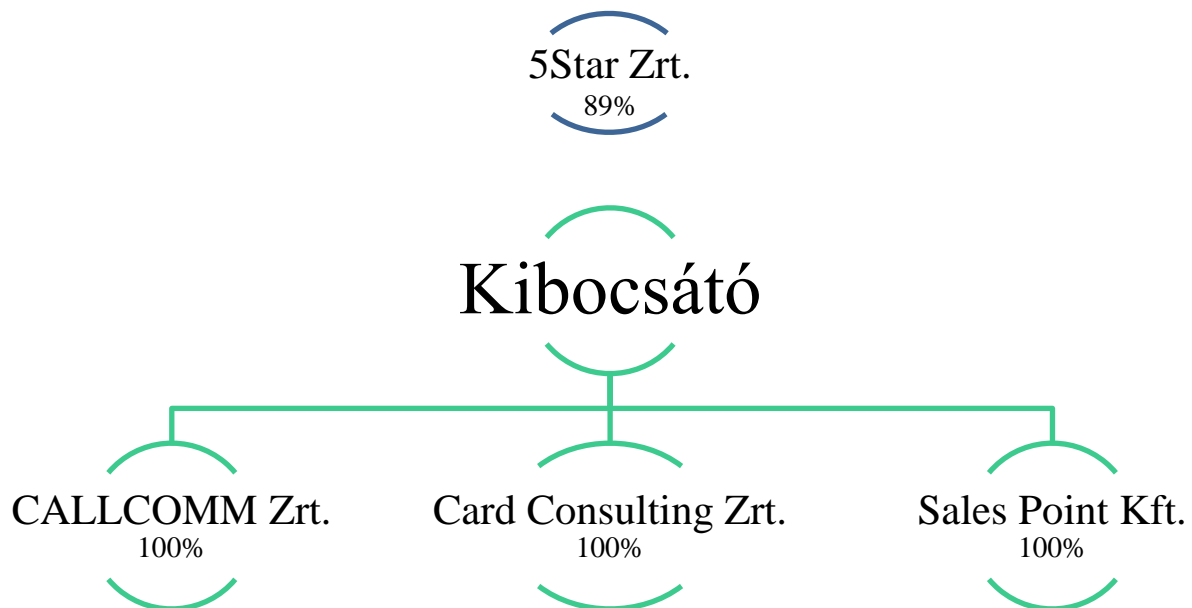 5Star Zrt.
89%
Kibocsátó
CALLCOMM Zrt.
100%
Card Consulting Zrt.
100%
Sales Point Kft.
100%